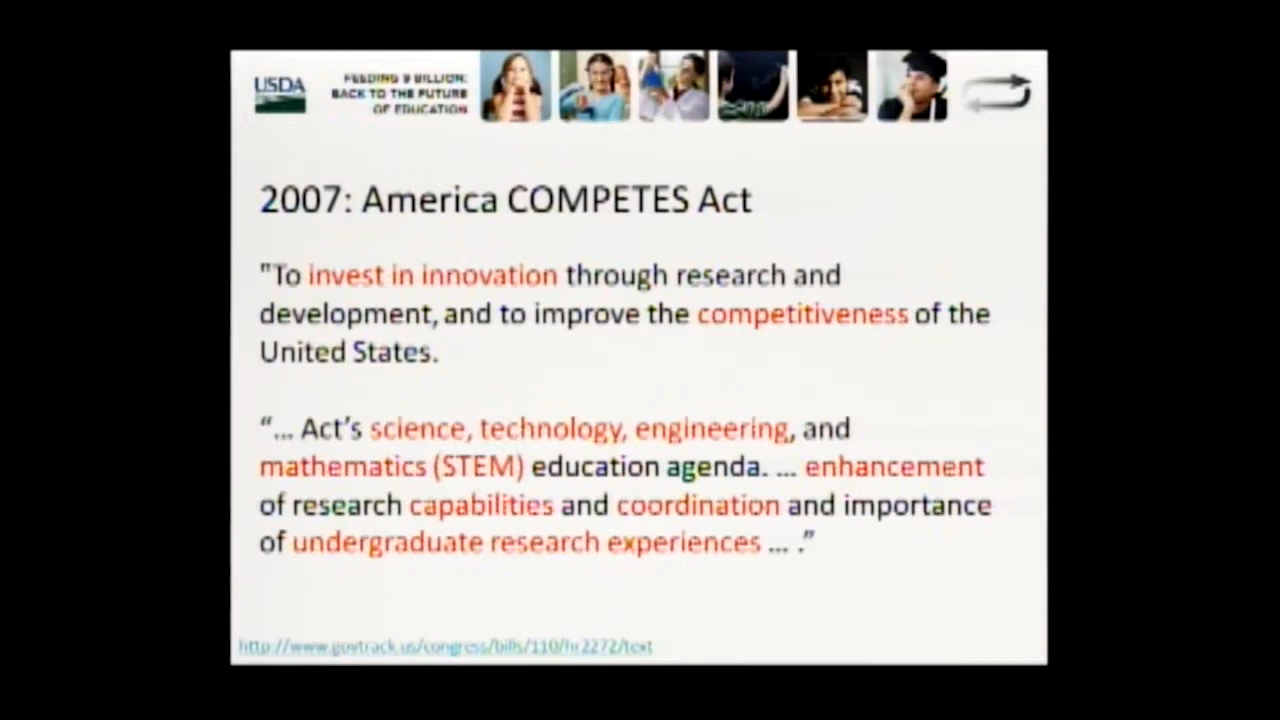 USDA
FEEDING 9 BILLION:
BACK TO THE FUTURE
OF EDUCATION
2007: America COMPETES Act
"To invest in innovation through research and
development, and to improve the competitiveness of the
United States.
“... Act’s science, technology, engineering, and
mathematics (STEM) education agenda. ... enhancement
of research capabilities and coordination and importance
of undergraduate research experiences ... .”
http://www.govtrack.us/congress/bills/110/hr2272/text